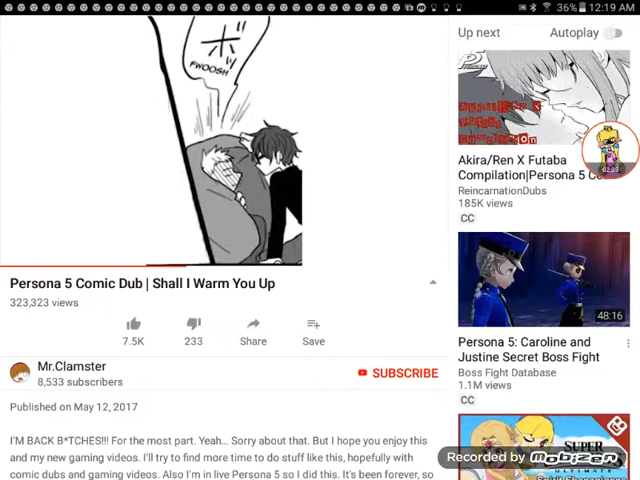 36% 12:19 AM
ボ
FWOOSH
Persona 5 Comic Dub | Shall I Warm You Up
323,323 views
7.5K
233
Share
Save
Mr.Clamster
8,533 subscribers
SUBSCRIBE
Published on May 12, 2017
I'M BACK B*TCHES!!! For the most part. Yeah... Sorry about that. But I hope you enjoy this
and my new gaming videos. I'll try to find more time to do stuff like this, hopefully with
comic dubs and gaming videos. Also I'm in live Persona 5 so I did this. It's been forever, so
Up next
Autoplay
Akira/Ren X Futaba
Compilation|Persona 5
ReincarnationDubs
185K views
CC
48:16
Persona 5: Caroline and
Justine Secret Boss Fight
Boss Fight Database
1.1M views
CC
SUPER
Recorded by
MOBIZEN